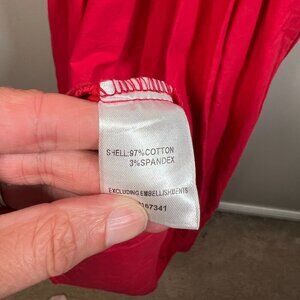 SHELL:97%COTTON
3%SPANDEX
EXCLUDING EMBELLISHMENTS